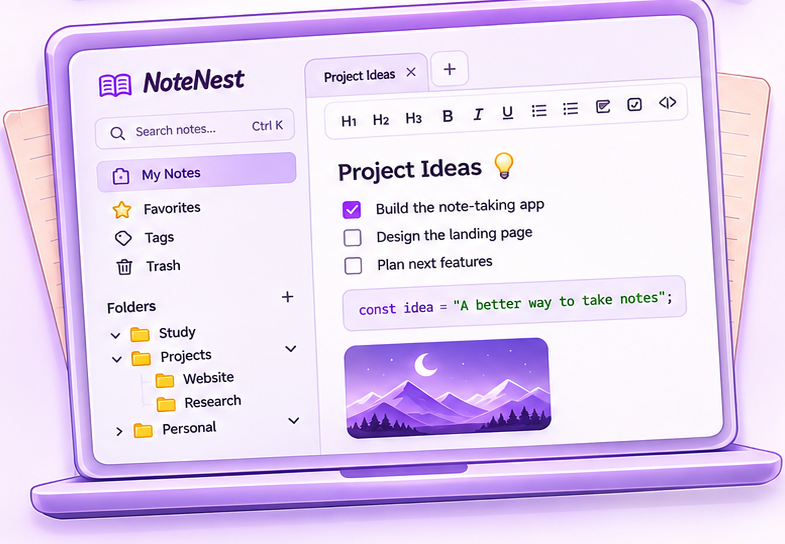 NoteNest
Search notes... Ctrl K
My Notes
Favorites
Tags
Trash
Folders
Study
Projects
Website
Research
Personal
Project Ideas
H1 H2 H3 B I U
Project Ideas
Build the note-taking app
Design the landing page
Plan next features
const idea = "A better way to take notes";